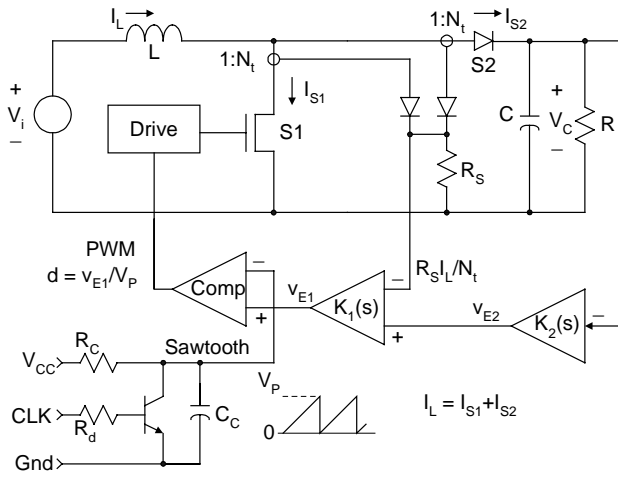 I_L
L
1:N_t
1:N_t
I_S2
S2
+
V_i
–
Drive
I_S1
S1
C
+
V_C
–
R
R_S
PWM
d = v_E1/V_P
Comp
–
+
v_E1
K_1(s)
–
+
R_S I_L/N_t
v_E2
K_2(s)
–
V_CC
R_C
Sawtooth
CLK
R_d
C_C
V_P
0
I_L = I_S1+I_S2
Gnd